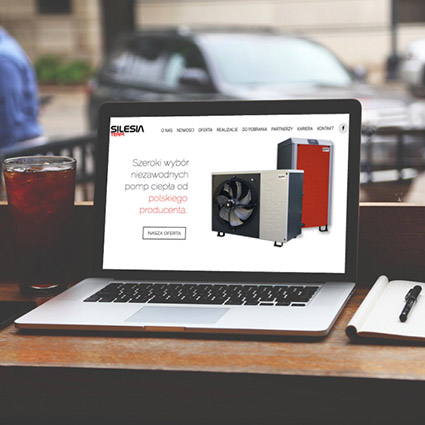 SILESIA
TERM
O NAS NOWOŚCI OFERTA REALIZACJE DO POBRANIA PARTNERZY KARIERA KONTAKT f
Szeroki wybór
niezawodnych
pomp ciepła od
polskiego
producenta.
NASZA OFERTA